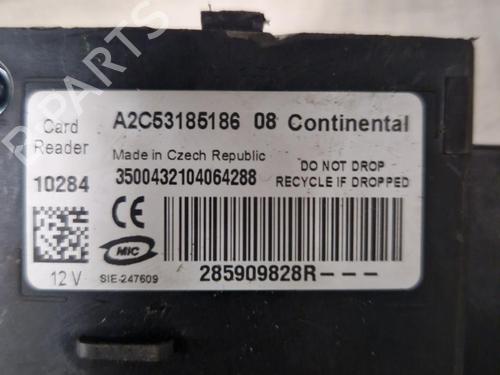 B PARTS
Card Reader
A2C53185186 08 Continental
Made in Czech Republic
10284
3500432104064288
DO NOT DROP
RECYCLE IF DROPPED
CE
MIC
12 V
SIE-247609
285909828R---